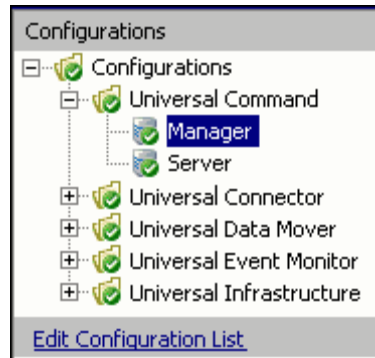 Configurations
Configurations
Universal Command
Manager
Server
Universal Connector
Universal Data Mover
Universal Event Monitor
Universal Infrastructure
Edit Configuration List